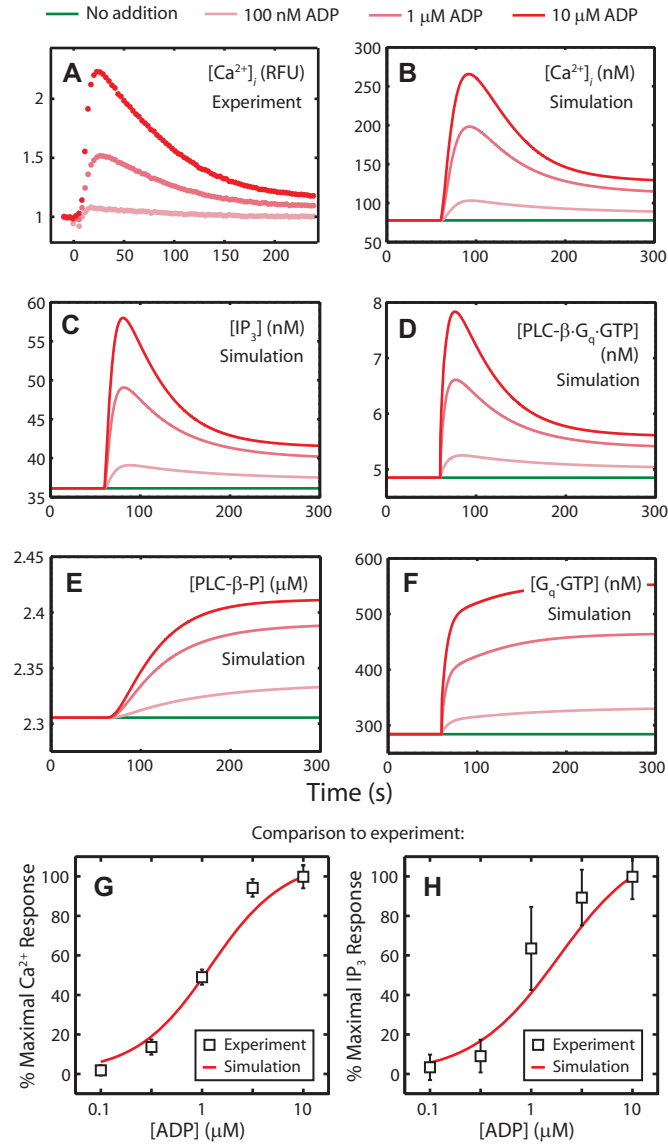 No addition 100 nM ADP 1 μM ADP 10 μM ADP
A
[Ca²⁺]ᵢ (RFU)
Experiment
2
1.5
1
0 50 100 150 200
B
[Ca²⁺]ᵢ (nM)
Simulation
300
250
200
150
100
50
100 200 300
C
[IP₃] (nM)
Simulation
60
55
50
45
40
35
100 200 300
D
[PLC-β·Gq·GTP]
(nM)
Simulation
8
7
6
5
100 200 300
E
[PLC-β-P] (μM)
Simulation
2.45
2.4
2.35
2.3
100 200 300
F
[Gq·GTP] (nM)
Simulation
600
500
400
300
100 200 300
Time (s)
Comparison to experiment:
G
% Maximal Ca²⁺ Response
100
80
60
40
20
0
Experiment
Simulation
0.1 1 10
[ADP] (μM)
H
% Maximal IP₃ Response
100
80
60
40
20
0
Experiment
Simulation
0.1 1 10
[ADP] (μM)